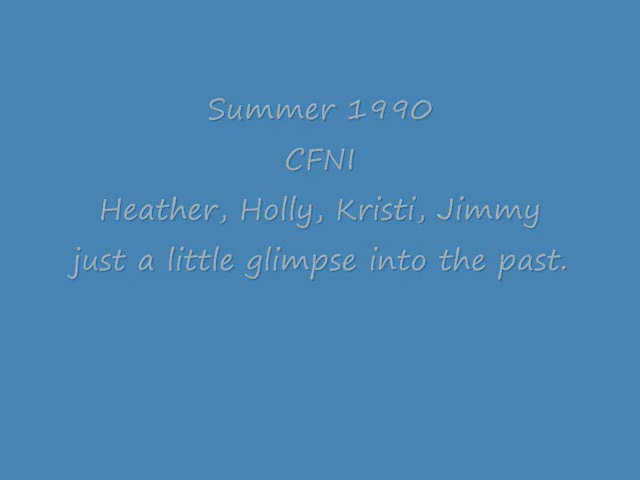 Summer 1990
CFNI
Heather, Holly, Kristi, Jimmy
just a little glimpse into the past.